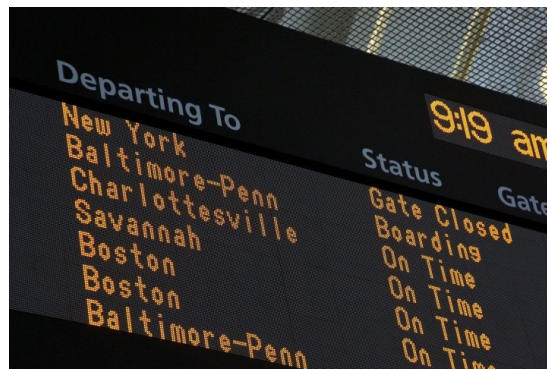 9:19 am
Departing To Status Gate
New York Gate Closed
Baltimore-Penn Boarding
Charlottesville On Time
Savannah On Time
Boston On Time
Boston On Time
Baltimore-Penn